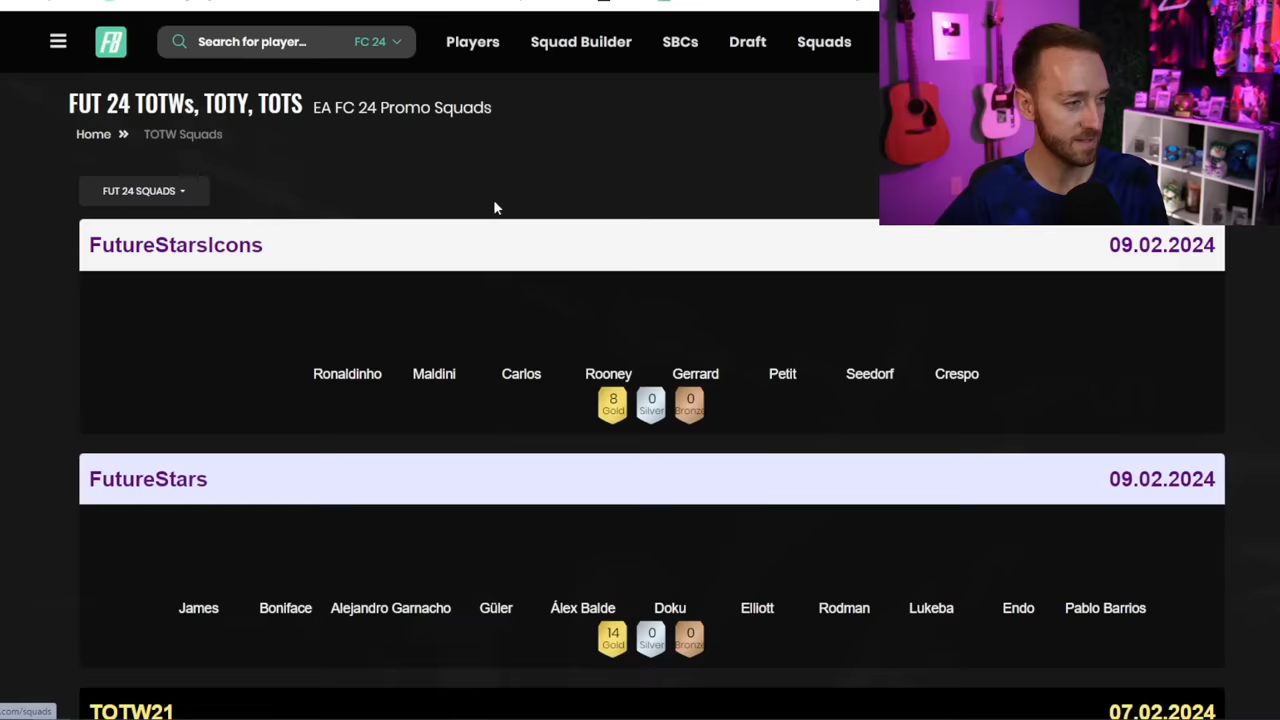 FB
Search for player...
FC 24
Players
Squad Builder
SBCs
Draft
Squads
FUT 24 TOTWs, TOTY, TOTS
EA FC 24 Promo Squads
Home
TOTW Squads
FUT 24 SQUADS
FutureStarsIcons
09.02.2024
Ronaldinho
Maldini
Carlos
Rooney
Gerrard
Petit
Seedorf
Crespo
8
Gold
0
Silver
0
Bronze
FutureStars
09.02.2024
James
Boniface
Alejandro Garnacho
Güler
Álex Balde
Doku
Elliott
Rodman
Lukeba
Endo
Pablo Barrios
14
Gold
0
Silver
0
Bronze
TOTW21
07.02.2024
.com/squads